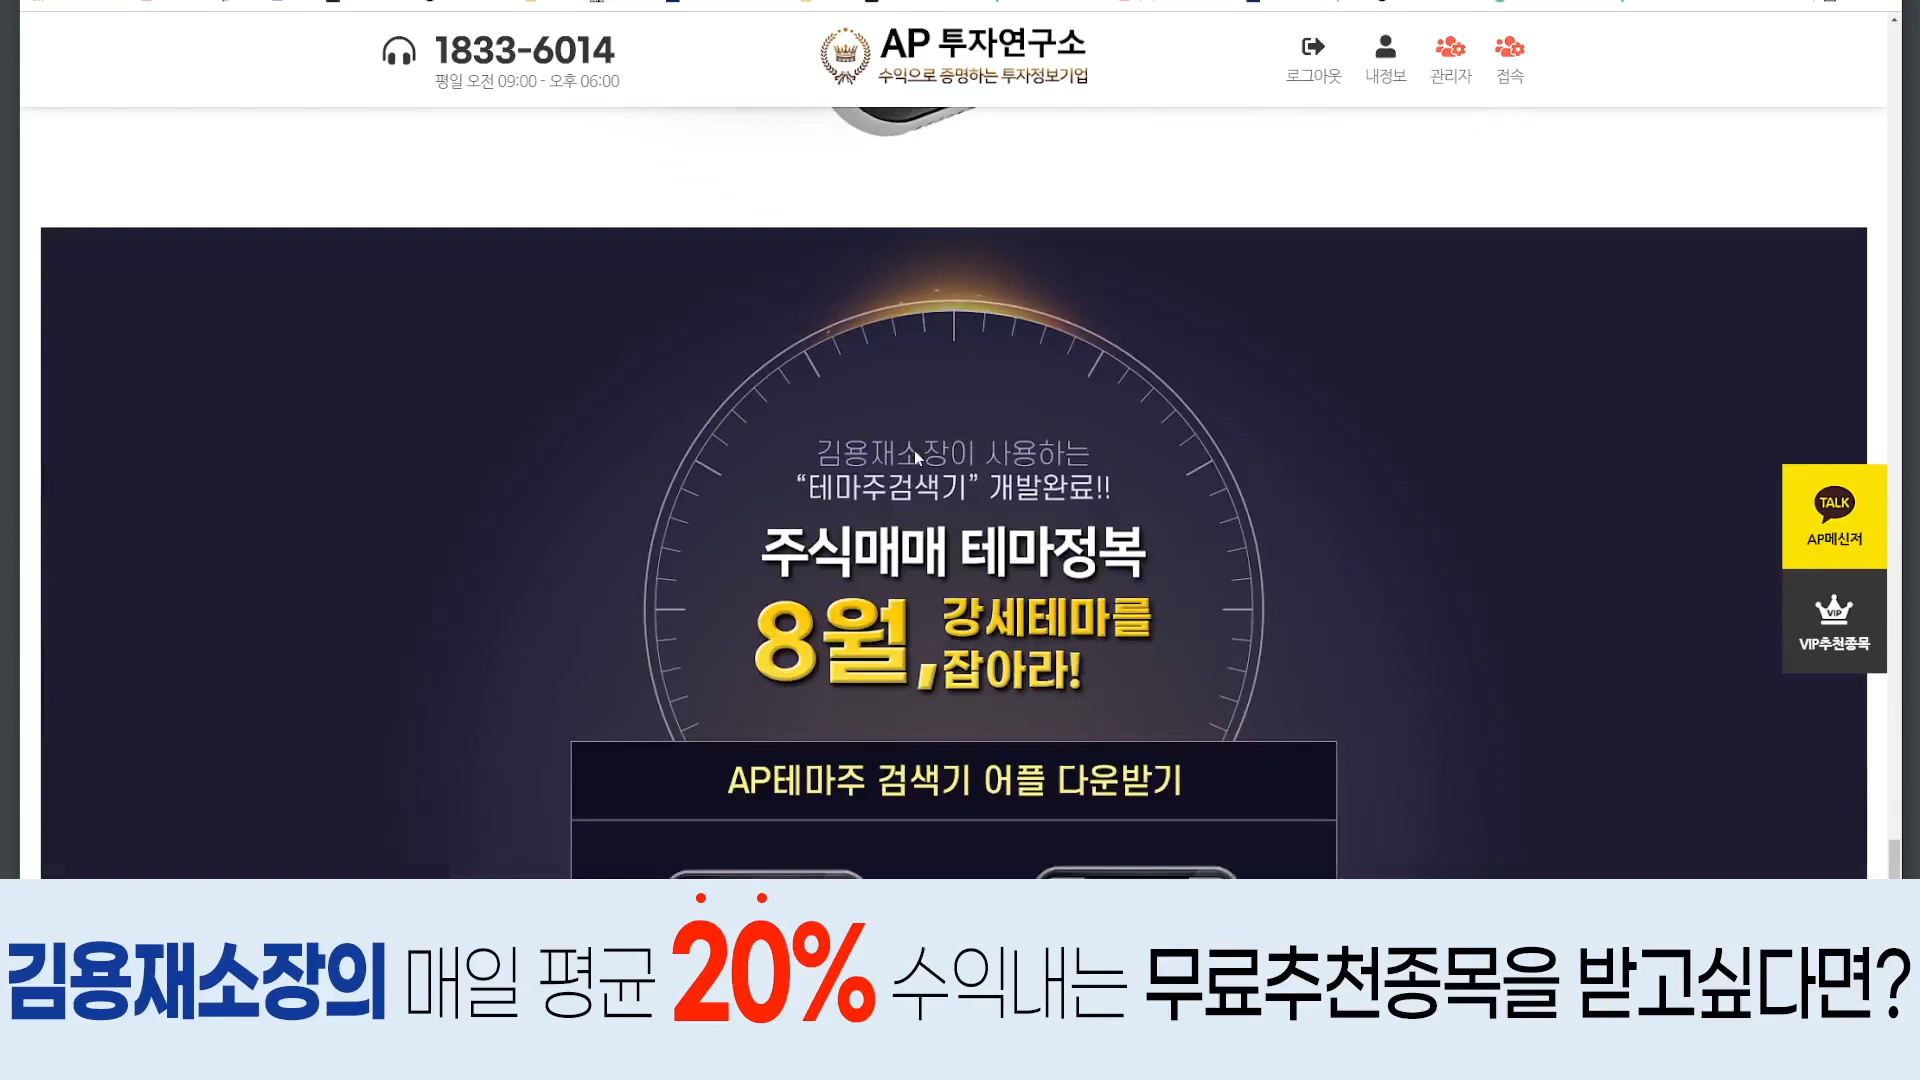 1833-6014
평일 오전 09:00 - 오후 06:00
AP 투자연구소
수익으로 증명하는 투자정보기업
로그아웃
내정보
관리자
접속
김용재소장이 사용하는
“테마주검색기” 개발완료!!
주식매매 테마정복
8월, 강세테마를
잡아라!
AP테마주 검색기 어플 다운받기
TALK
AP메신저
VIP
VIP추천종목
김용재소장의 매일 평균 20% 수익내는 무료추천종목을 받고싶다면?